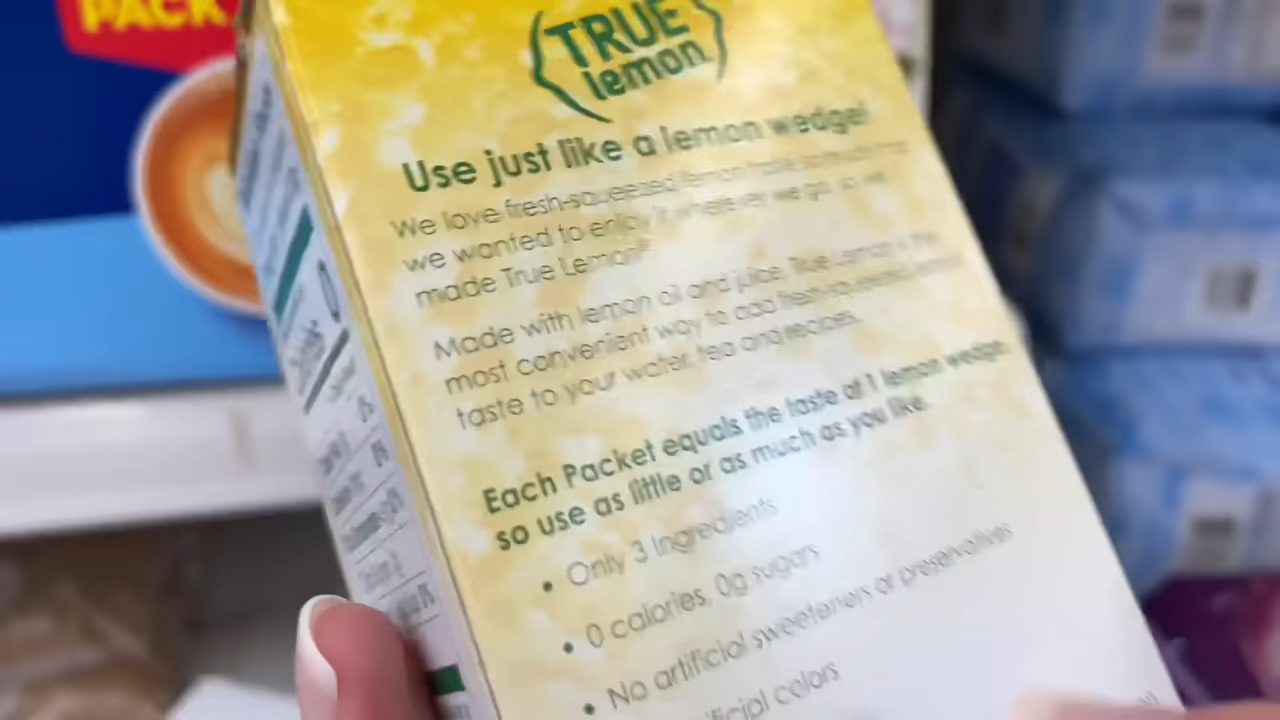 PACK
TRUE
lemon
Use just like a lemon wedge!
We love fresh-squeezed lemon taste so much that
we wanted to enjoy it wherever we go, so we
made True Lemon®
Made with lemon oil and juice, True Lemon is the
most convenient way to add fresh-squeezed lemon
taste to your water, tea and recipes.
Each Packet equals the taste of 1 lemon wedge
so use as little or as much as you like.
• Only 3 Ingredients
• 0 calories, 0g sugars
• No artificial sweeteners or preservatives
colors